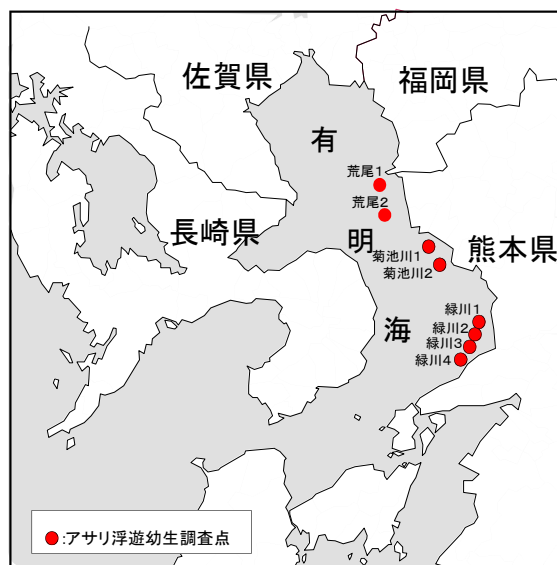 佐賀県
福岡県
有
荒尾1
荒尾2
長崎県
明
熊本県
菊池川1
菊池川2
海
緑川1
緑川2
緑川3
緑川4
:アサリ浮遊幼生調査点